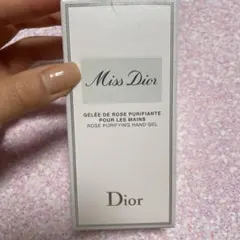 Miss Dior
GELÉE DE ROSE PURIFIANTE
POUR LES MAINS
ROSE PURIFYING HAND GEL
Dior